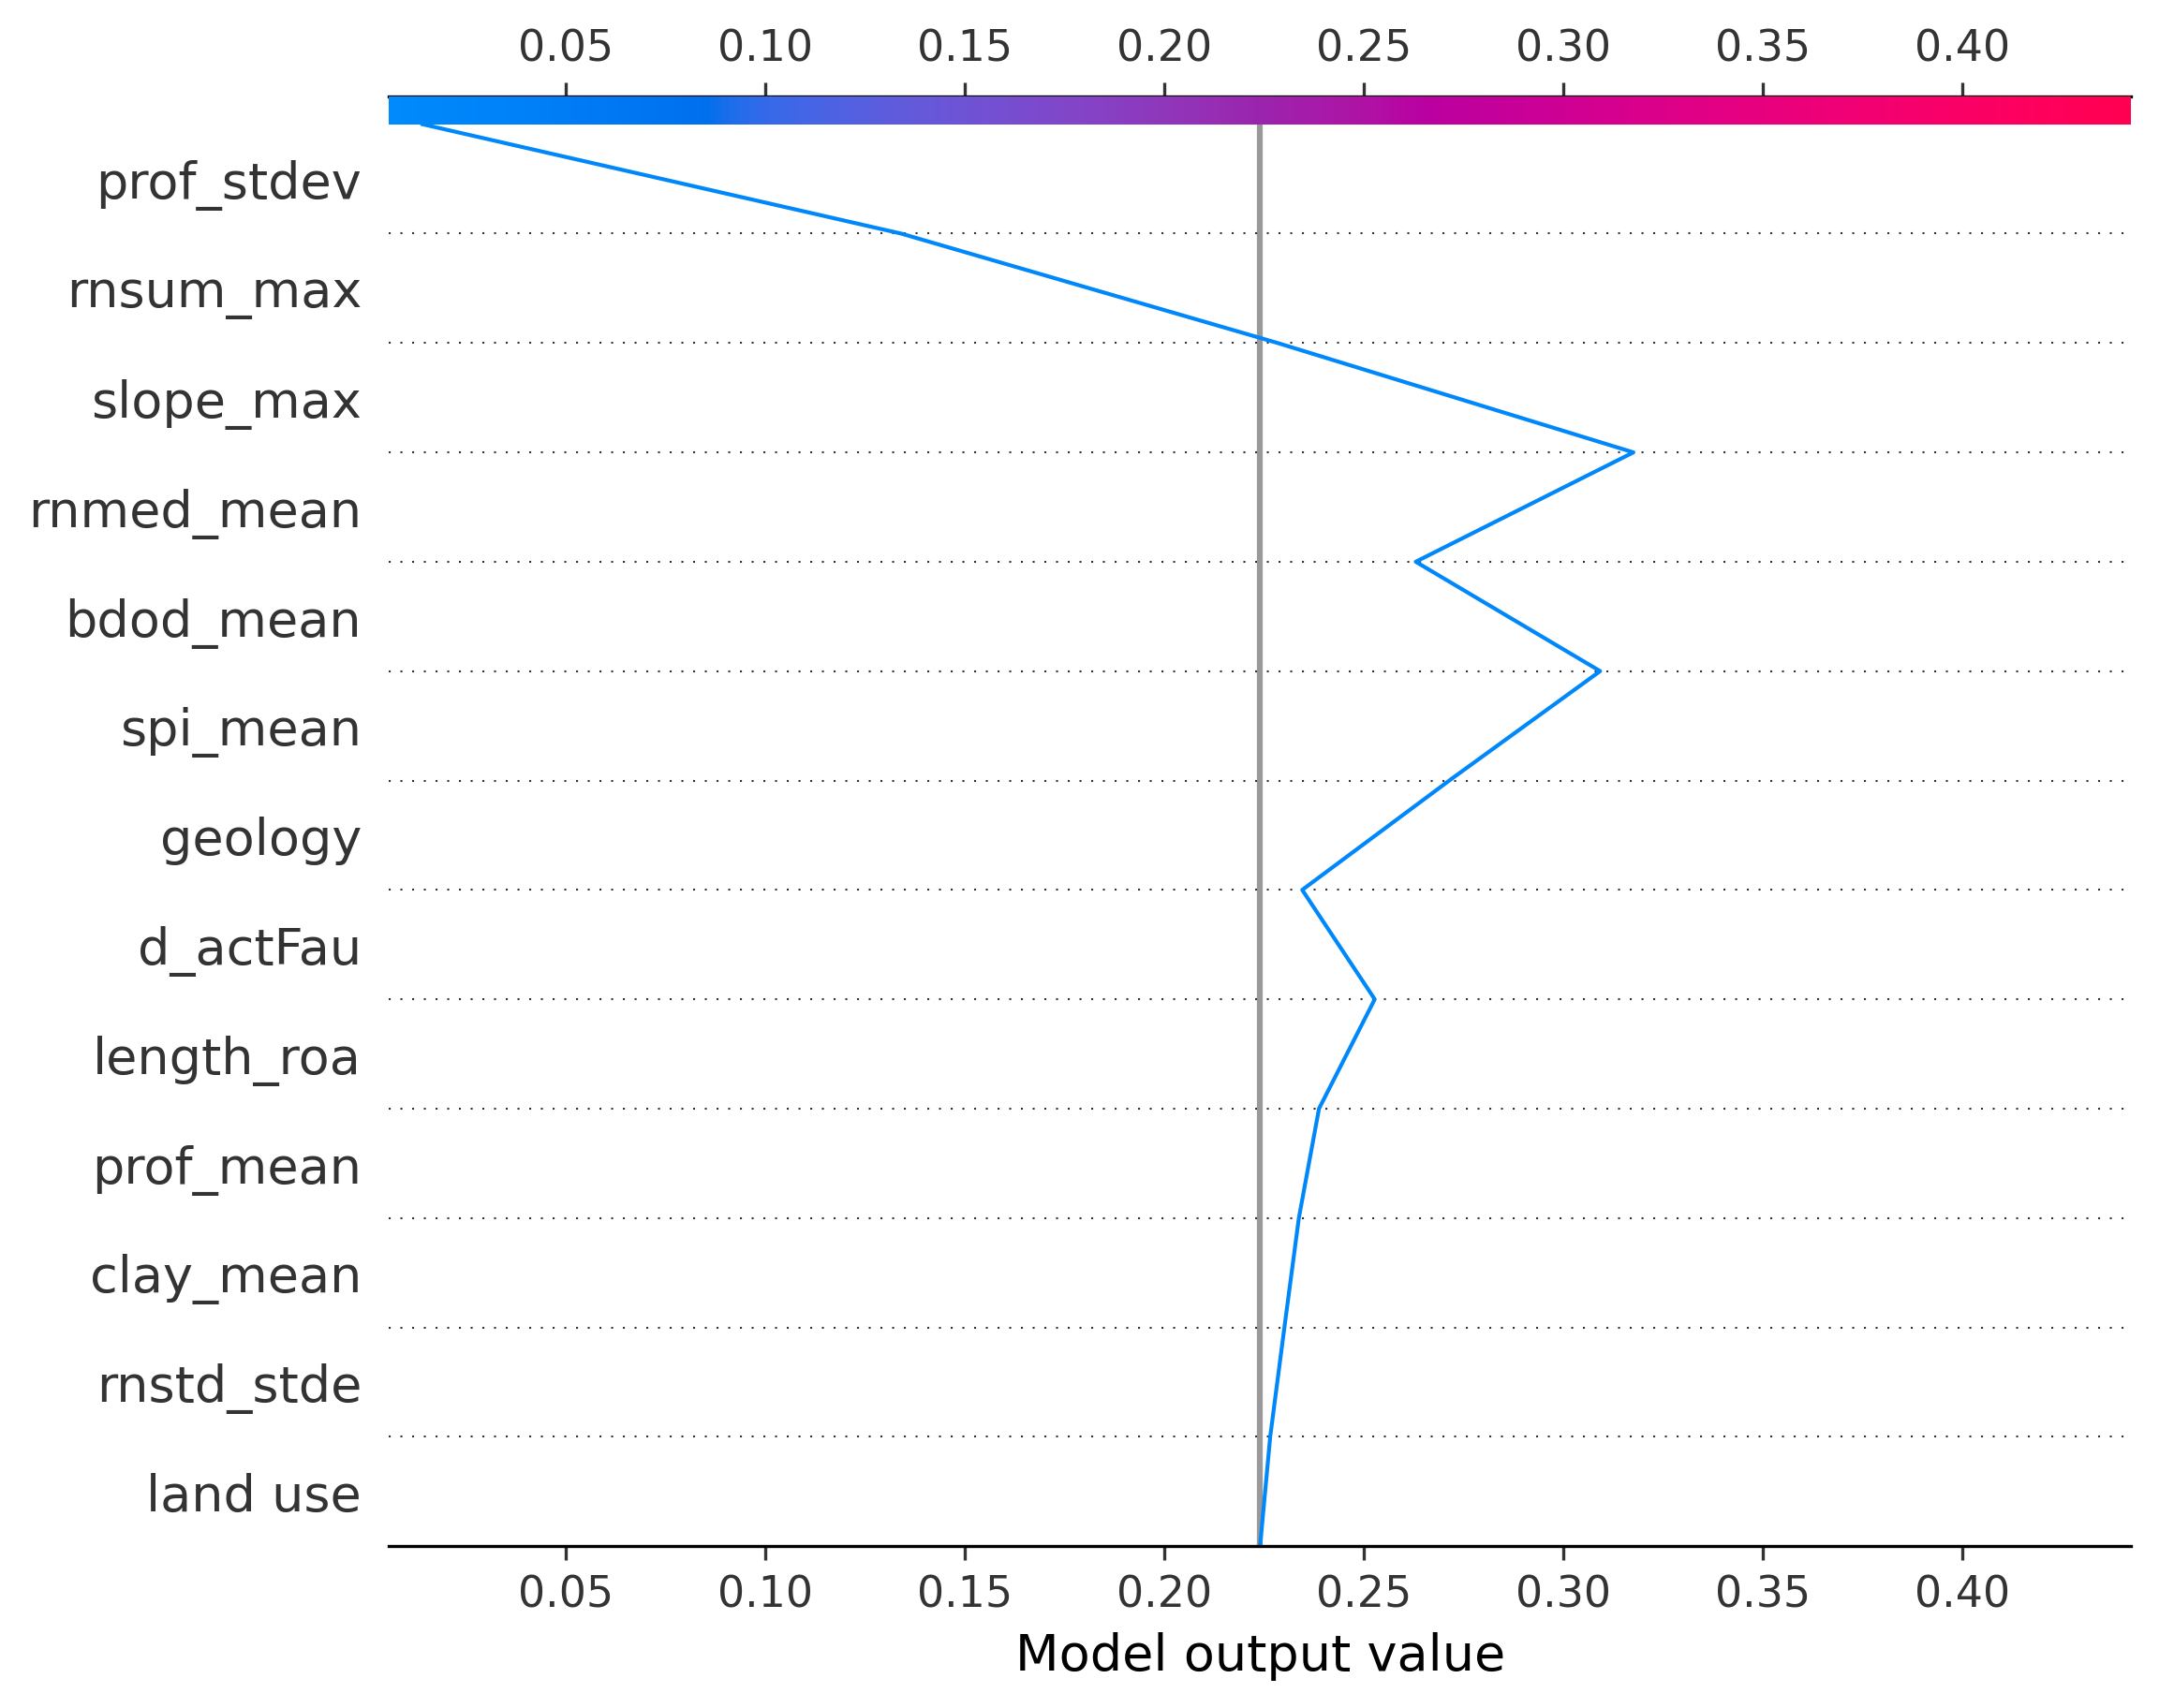 0.05 0.10 0.15 0.20 0.25 0.30 0.35 0.40
prof_stdev
rnsum_max
slope_max
rnmed_mean
bdod_mean
spi_mean
geology
d_actFau
length_roa
prof_mean
clay_mean
rnstd_stde
land use
0.05 0.10 0.15 0.20 0.25 0.30 0.35 0.40
Model output value